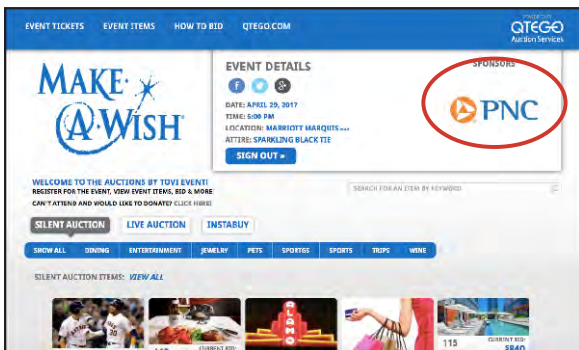 EVENT TICKETS EVENT ITEMS HOW TO BID QTEGO.COM
POWERED BY
QTEGO
Auction Services
MAKE·A·WISH
EVENT DETAILS
DATE: APRIL 29, 2017
TIME: 5:00 PM
LOCATION: MARRIOTT MARQUIS
ATTIRE: SPARKLING BLACK TIE
SIGN OUT »
SPONSORS
PNC
WELCOME TO THE AUCTIONS BY TOVI EVENT!
REGISTER FOR THE EVENT, VIEW EVENT ITEMS, BID & MORE
CAN'T ATTEND AND WOULD LIKE TO DONATE? CLICK HERE!
SEARCH FOR AN ITEM BY KEYWORD
SILENT AUCTION LIVE AUCTION INSTABUY
SHOW ALL DINING ENTERTAINMENT JEWELRY PETS SPORTGS SPORTS TRIPS WINE
SILENT AUCTION ITEMS: VIEW ALL
ALAMO
CURRENT BID:
115
CURRENT BID:
$840